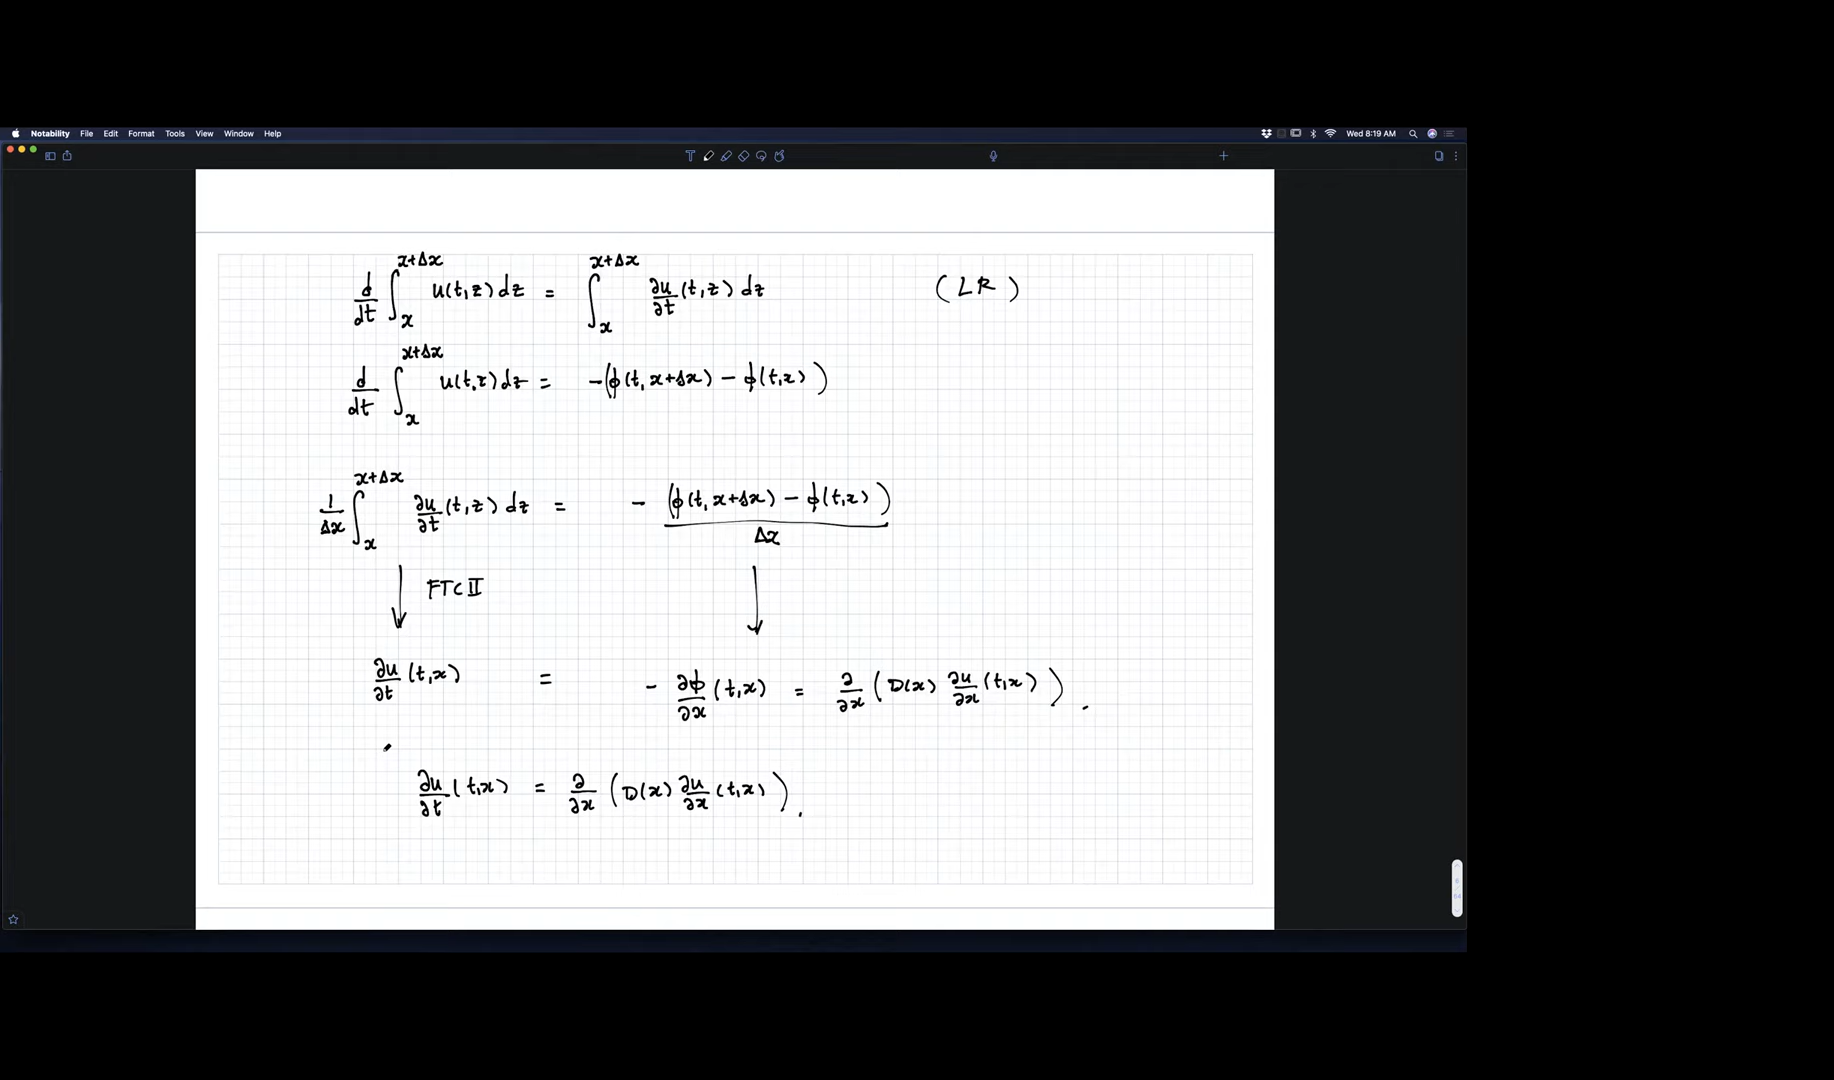 Notability File Edit Format Tools View Window Help Wed 8:19 AM
d/dt ∫_x^{x+Δx} u(t,z) dz = ∫_x^{x+Δx} ∂u/∂t (t,z) dz (LR)
d/dt ∫_x^{x+Δx} u(t,z) dz = -(ϕ(t, x+Δx) - ϕ(t,x))
1/Δx ∫_x^{x+Δx} ∂u/∂t (t,z) dz = - (ϕ(t, x+Δx) - ϕ(t,x)) / Δx
↓ FTC II ↓
∂u/∂t (t,x) = - ∂ϕ/∂x (t,x) = ∂/∂x (D(x) ∂u/∂x (t,x)).
∂u/∂t (t,x) = ∂/∂x (D(x) ∂u/∂x (t,x)).